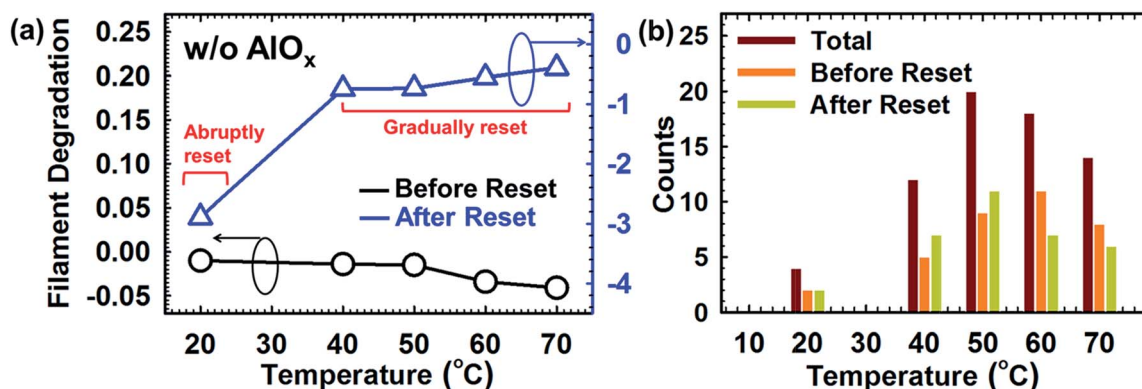 (a)
w/o AlOₓ
Filament Degradation
0.25
0.20
0.15
0.10
0.05
0.00
-0.05
0
-1
-2
-3
-4
Abruptly
reset
Gradually reset
Before Reset
After Reset
20 30 40 50 60 70
Temperature (°C)
(b)
Total
Before Reset
After Reset
Counts
25
20
15
10
5
0
10 20 30 40 50 60 70
Temperature (°C)